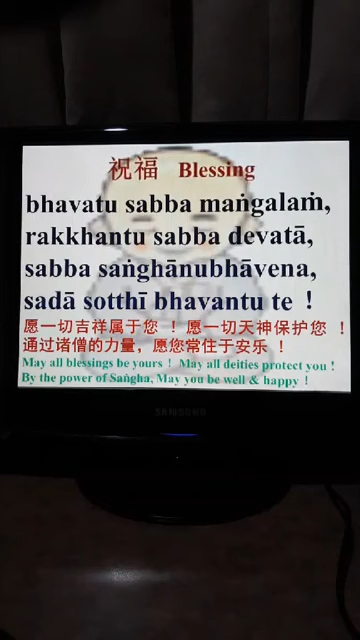 祝福 Blessing
bhavatu sabba maṅgalaṁ,
rakkhantu sabba devatā,
sabba saṅghānubhāvena,
sadā sotthī bhavantu te !
愿一切吉祥属于您 ！ 愿一切天神保护您 ！
通过诸僧的力量，愿您常住于安乐 ！
May all blessings be yours ! May all deities protect you !
By the power of Saṅgha, May you be well & happy !
SAMSUNG